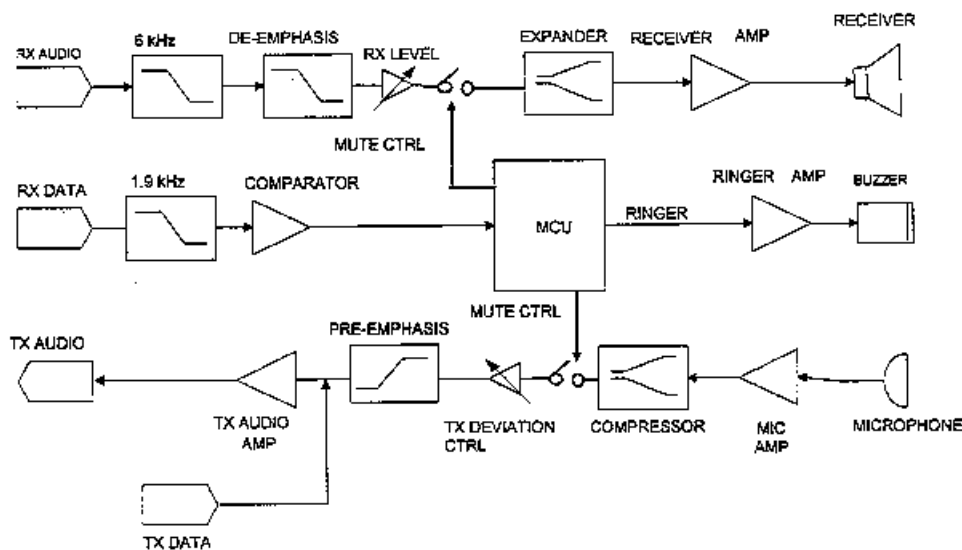 RECEIVER
6 kHz
DE-EMPHASIS
RX LEVEL
EXPANDER
RECEIVER AMP
RX AUDIO
MUTE CTRL
RX DATA
1.9 kHz
COMPARATOR
MCU
RINGER
RINGER AMP
BUZZER
MUTE CTRL
PRE-EMPHASIS
TX AUDIO
TX AUDIO
AMP
TX DEVIATION
CTRL
COMPRESSOR
MIC
AMP
MICROPHONE
TX DATA